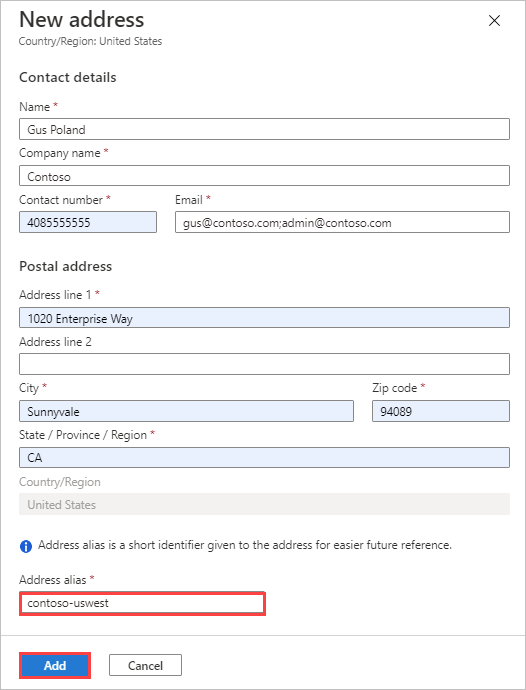 New address
Country/Region: United States
Contact details
Name *
Gus Poland
Company name *
Contoso
Contact number * Email *
4085555555 gus@contoso.com;admin@contoso.com
Postal address
Address line 1 *
1020 Enterprise Way
Address line 2
City * Zip code *
Sunnyvale 94089
State / Province / Region *
CA
Country/Region
United States
Address alias is a short identifier given to the address for easier future reference.
Address alias *
contoso-uswest
Add Cancel